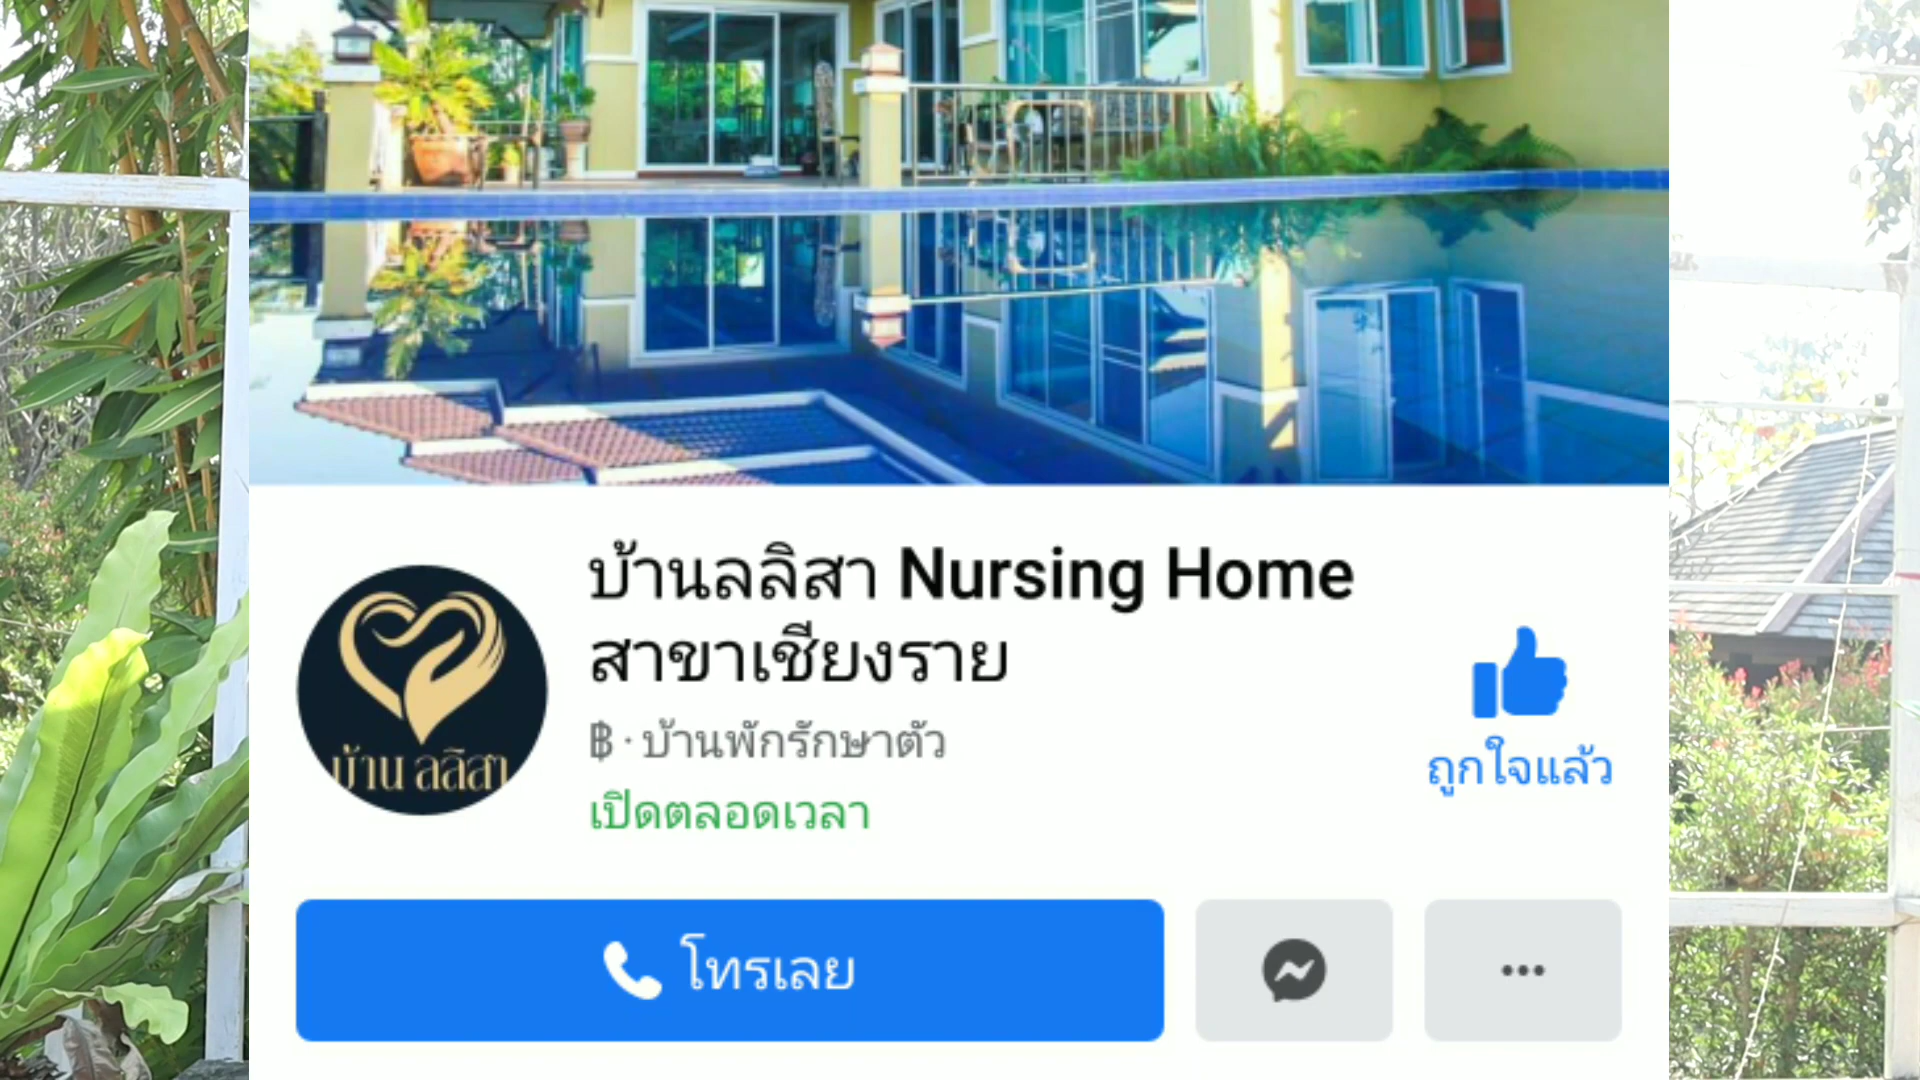 บ้านลลิสา Nursing Home
สาขาเชียงราย
฿ · บ้านพักรักษาตัว
เปิดตลอดเวลา
ถูกใจแล้ว
บ้าน ลลิสา
โทรเลย